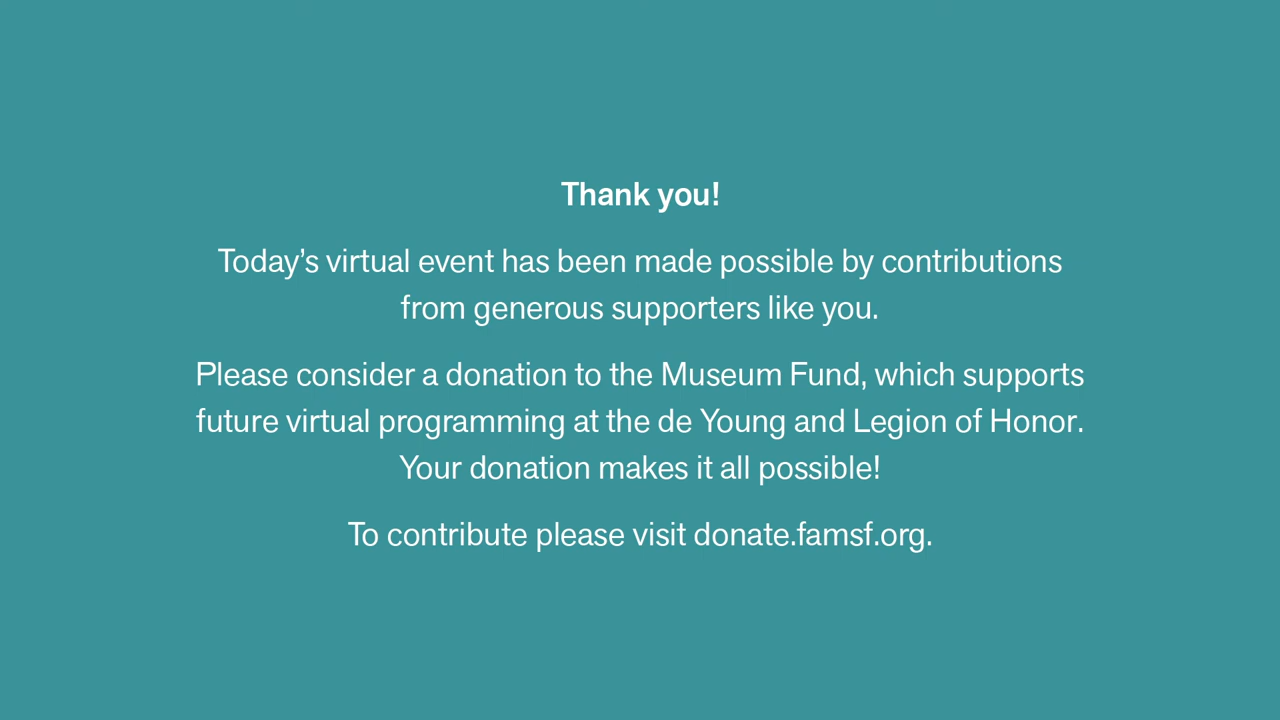 Thank you!
Today’s virtual event has been made possible by contributions
from generous supporters like you.
Please consider a donation to the Museum Fund, which supports
future virtual programming at the de Young and Legion of Honor.
Your donation makes it all possible!
To contribute please visit donate.famsf.org.